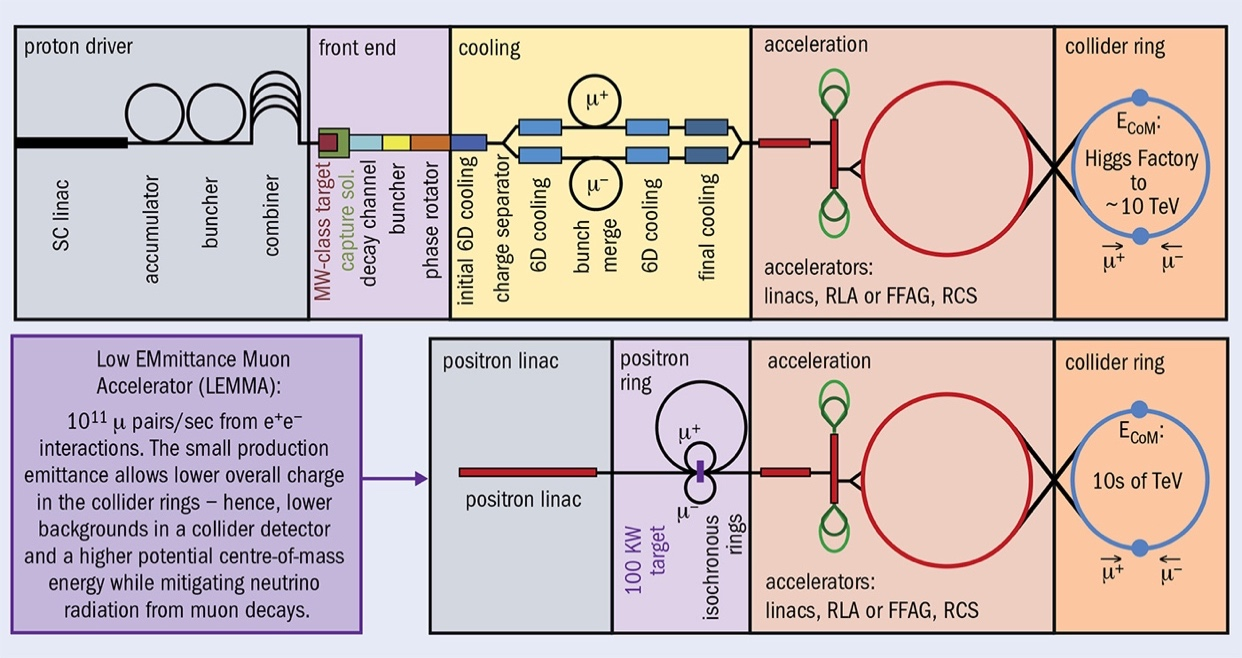 proton driver
SC linac
accumulator
buncher
combiner
front end
MW-class target
capture sol.
decay channel
buncher
phase rotator
cooling
initial 6D cooling
charge separator
6D cooling
μ+
μ−
bunch
merge
6D cooling
final cooling
acceleration
accelerators:
linacs, RLA or FFAG, RCS
collider ring
ECoM:
Higgs Factory
to
~10 TeV
μ+ μ−
Low EMmittance Muon
Accelerator (LEMMA):
10¹¹ μ pairs/sec from e⁺e⁻
interactions. The small production
emittance allows lower overall charge
in the collider rings – hence, lower
backgrounds in a collider detector
and a higher potential centre-of-mass
energy while mitigating neutrino
radiation from muon decays.
positron linac
positron linac
positron
ring
μ+
μ−
100 KW
target
isochronous
rings
acceleration
accelerators:
linacs, RLA or FFAG, RCS
collider ring
ECoM:
10s of TeV
μ+ μ−